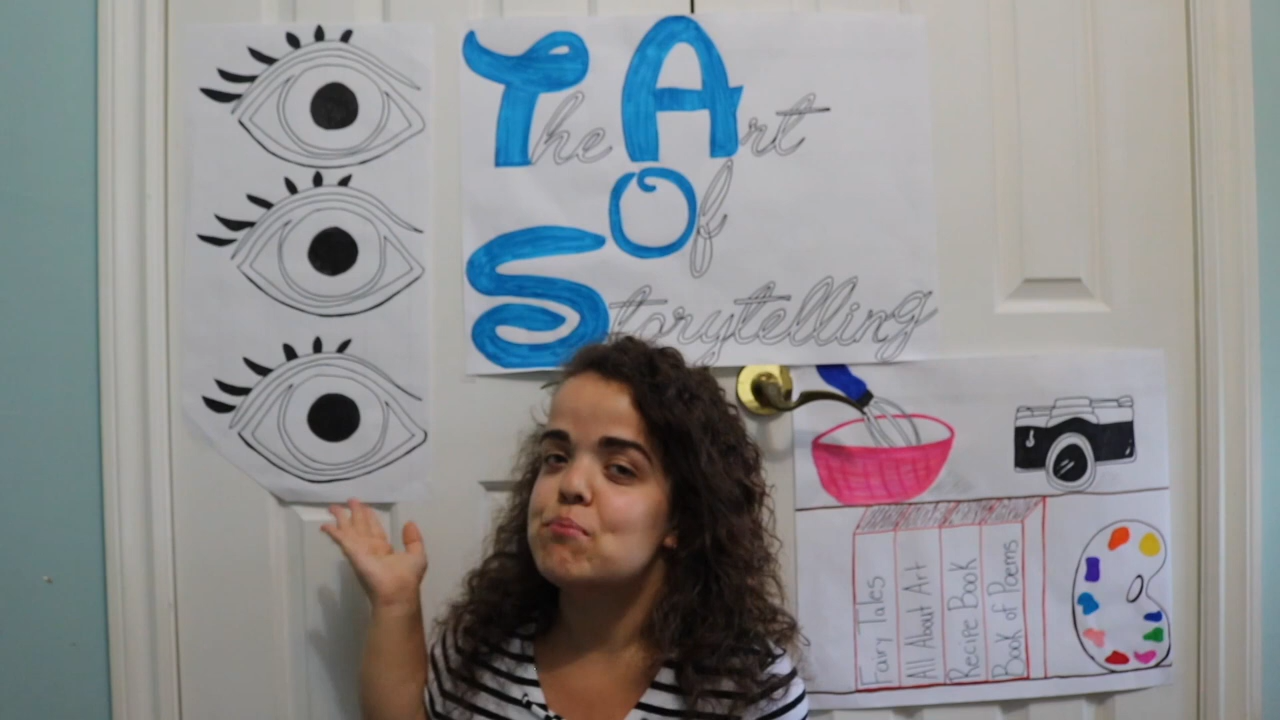 The Art
Of
Storytelling
Fairy Tales
All About Art
Recipe Book
Book of Poems